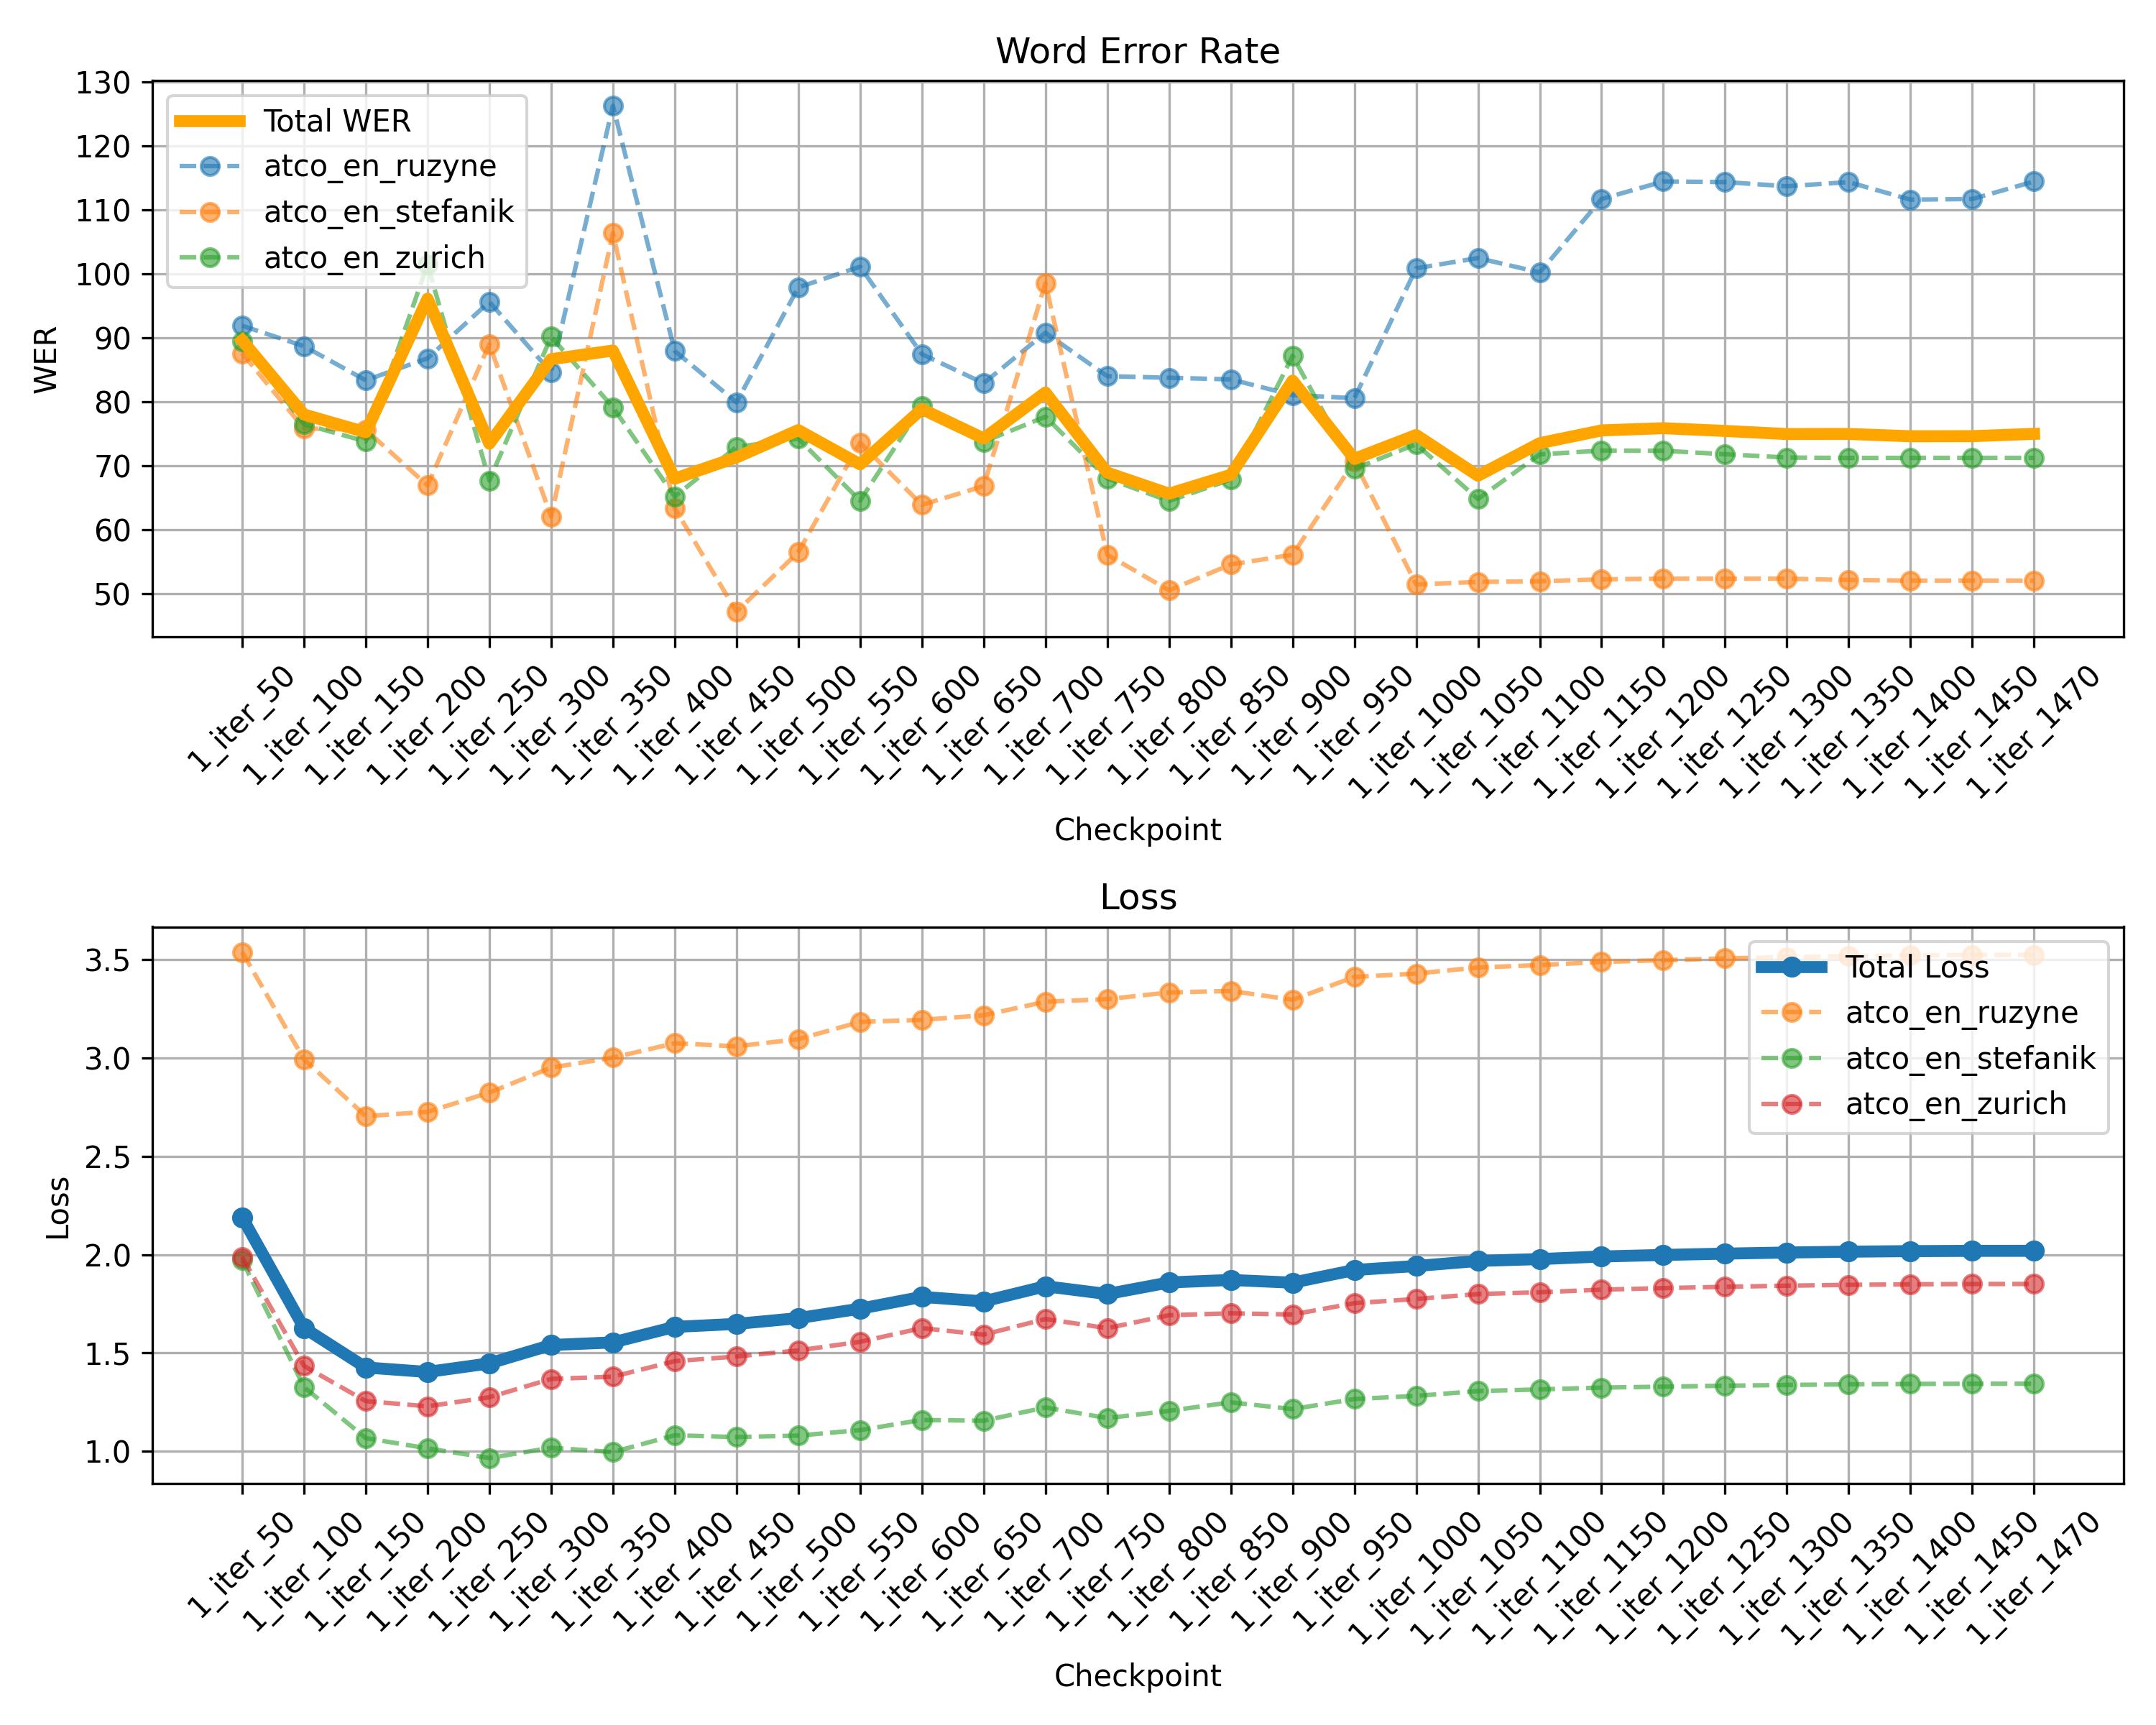 Word Error Rate
130
120
110
100
90
80
70
60
50
WER
Total WER
atco_en_ruzyne
atco_en_stefanik
atco_en_zurich
1_iter_50
1_iter_100
1_iter_150
1_iter_200
1_iter_250
1_iter_300
1_iter_350
1_iter_400
1_iter_450
1_iter_500
1_iter_550
1_iter_600
1_iter_650
1_iter_700
1_iter_750
1_iter_800
1_iter_850
1_iter_900
1_iter_950
1_iter_1000
1_iter_1050
1_iter_1100
1_iter_1150
1_iter_1200
1_iter_1250
1_iter_1300
1_iter_1350
1_iter_1400
1_iter_1450
1_iter_1470
Checkpoint
Loss
3.5
3.0
2.5
2.0
1.5
1.0
Loss
Total Loss
atco_en_ruzyne
atco_en_stefanik
atco_en_zurich
1_iter_50
1_iter_100
1_iter_150
1_iter_200
1_iter_250
1_iter_300
1_iter_350
1_iter_400
1_iter_450
1_iter_500
1_iter_550
1_iter_600
1_iter_650
1_iter_700
1_iter_750
1_iter_800
1_iter_850
1_iter_900
1_iter_950
1_iter_1000
1_iter_1050
1_iter_1100
1_iter_1150
1_iter_1200
1_iter_1250
1_iter_1300
1_iter_1350
1_iter_1400
1_iter_1450
1_iter_1470
Checkpoint